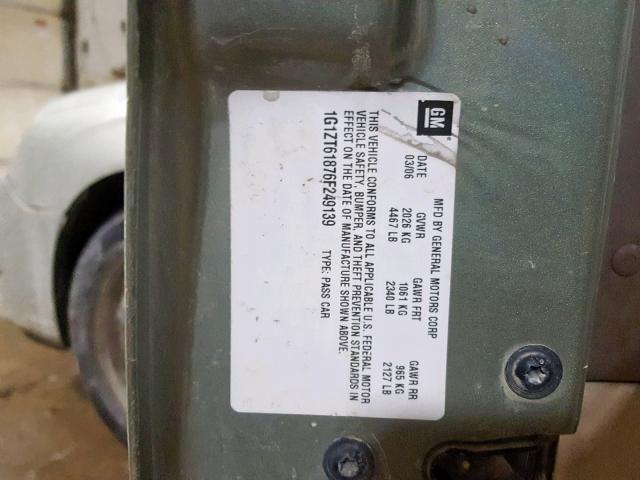 GM
MFD BY GENERAL MOTORS CORP
DATE GVWR GAWR FRT GAWR RR
03/06 2026 KG 1061 KG 965 KG
4467 LB 2340 LB 2127 LB
THIS VEHICLE CONFORMS TO ALL APPLICABLE U.S. FEDERAL MOTOR
VEHICLE SAFETY, BUMPER, AND THEFT PREVENTION STANDARDS IN
EFFECT ON THE DATE OF MANUFACTURE SHOWN ABOVE.
1G1ZT61876F249139 TYPE: PASS CAR